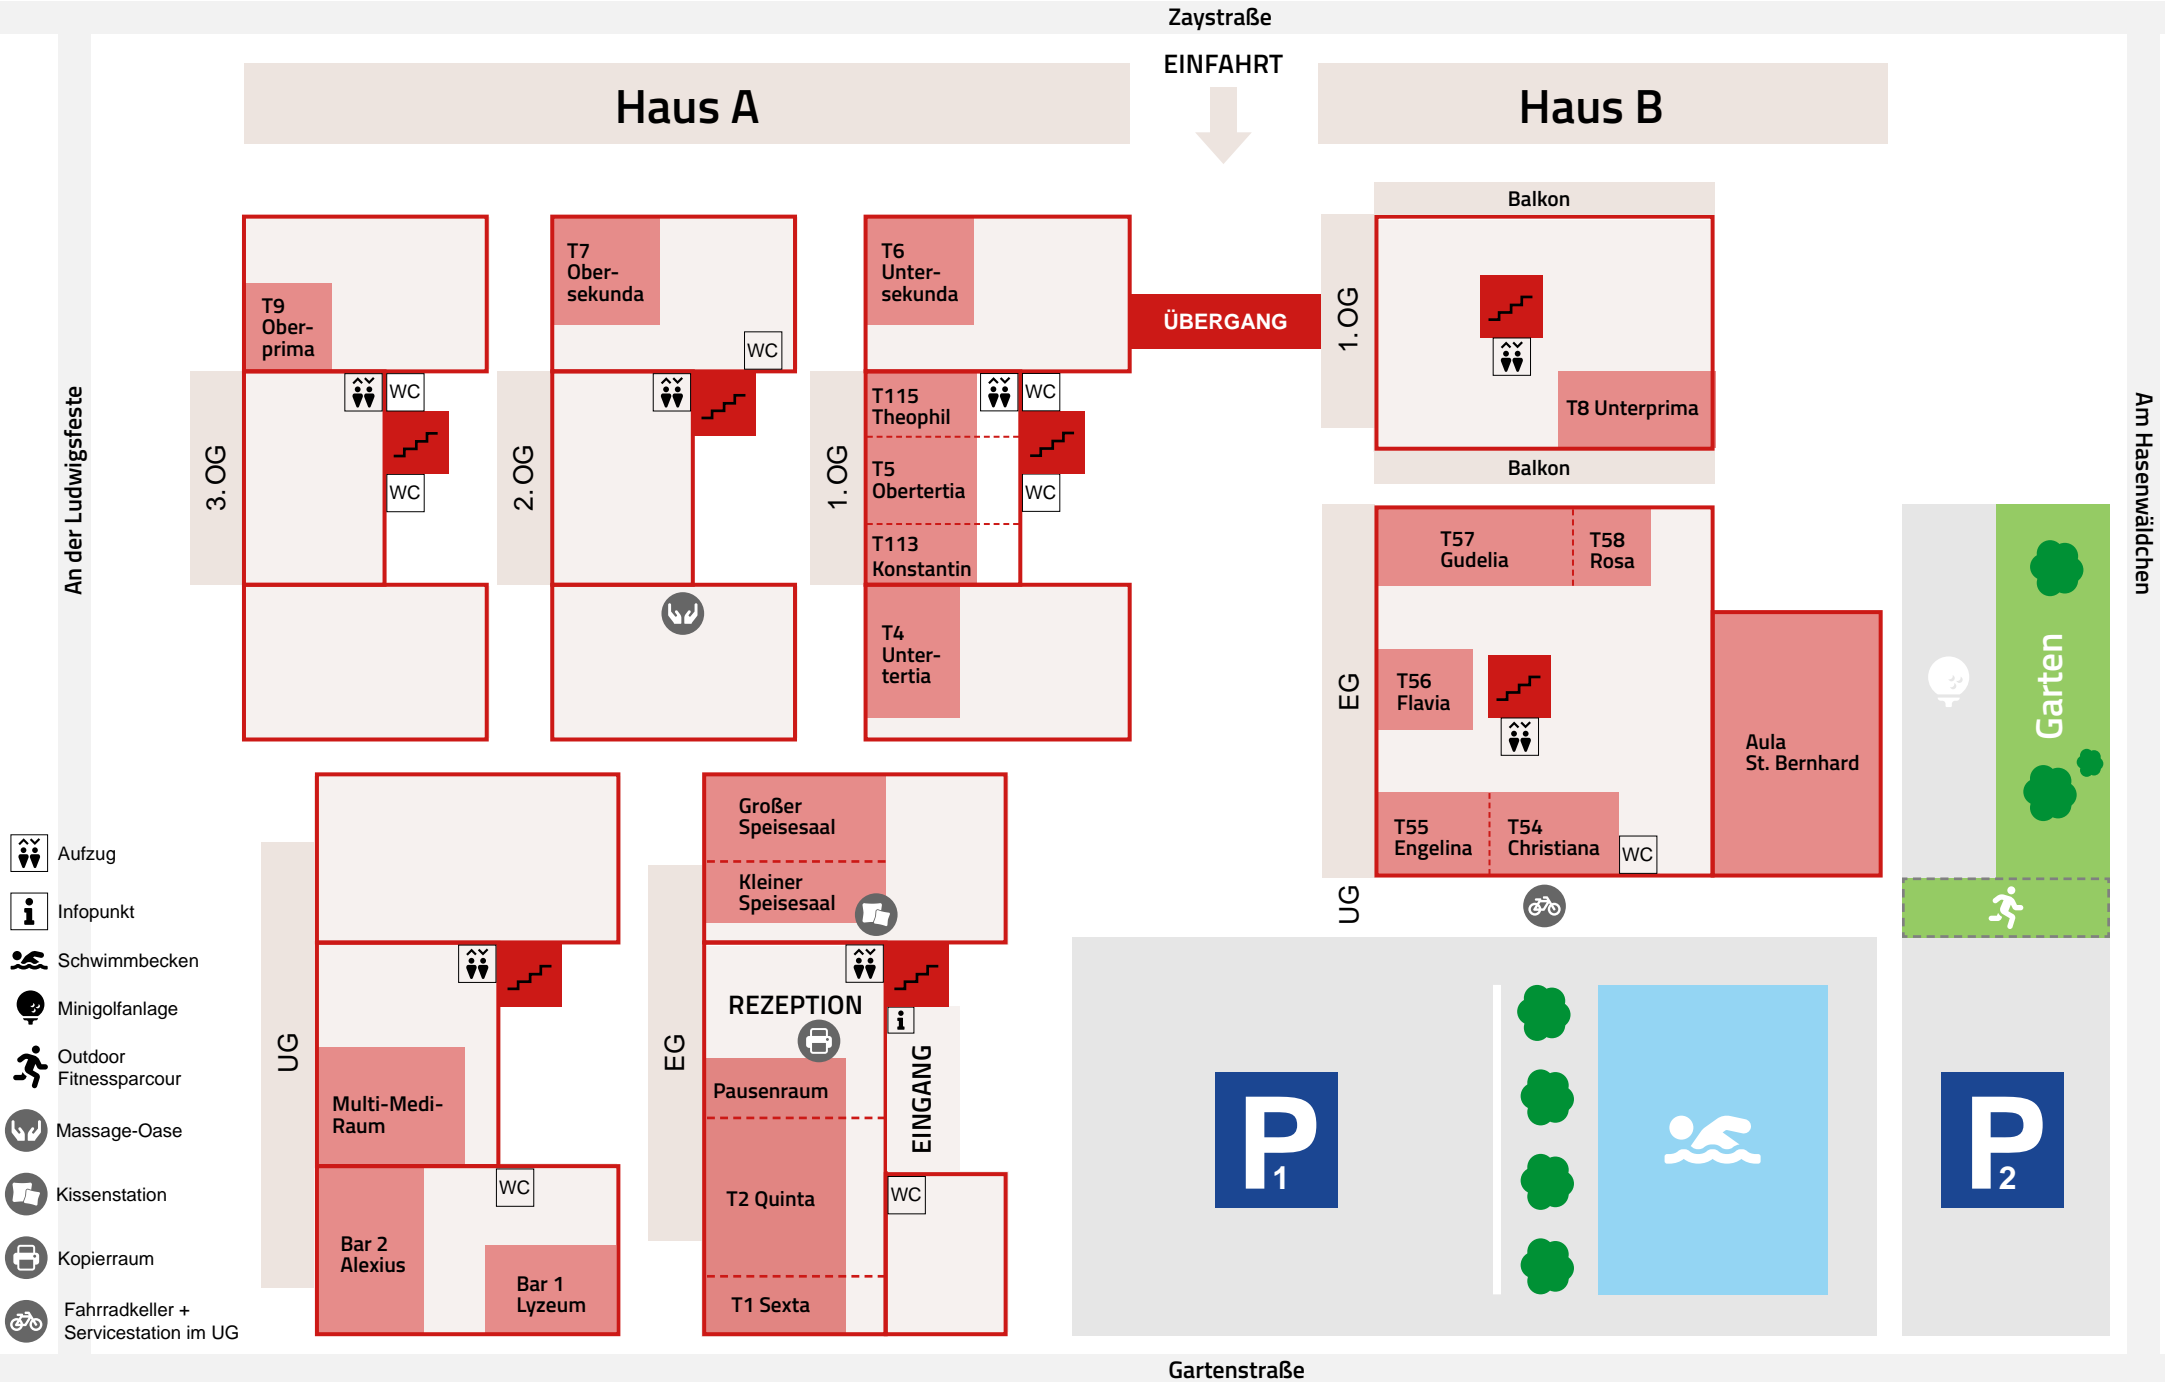 Zaystraße
EINFAHRT
Haus A
Haus B
An der Ludwigsfeste
Am Hasenwäldchen
3. OG
T9
Ober-
prima
WC
WC
2. OG
T7
Ober-
sekunda
WC
1. OG
T6
Unter-
sekunda
T115
Theophil
WC
T5
Obertertia
WC
T113
Konstantin
T4
Unter-
tertia
ÜBERGANG
1. OG
Balkon
T8 Unterprima
Balkon
EG
T57
Gudelia
T58
Rosa
T56
Flavia
T55
Engelina
T54
Christiana
WC
Aula
St. Bernhard
UG
Garten
UG
Multi-Medi-
Raum
WC
Bar 2
Alexius
Bar 1
Lyzeum
EG
Großer
Speisesaal
Kleiner
Speisesaal
REZEPTION
i
EINGANG
Pausenraum
T2 Quinta
WC
T1 Sexta
P
1
P
2
Aufzug
i
Infopunkt
Schwimmbecken
Minigolfanlage
Outdoor
Fitnessparcour
Massage-Oase
Kissenstation
Kopierraum
Fahrradkeller +
Servicestation im UG
Gartenstraße